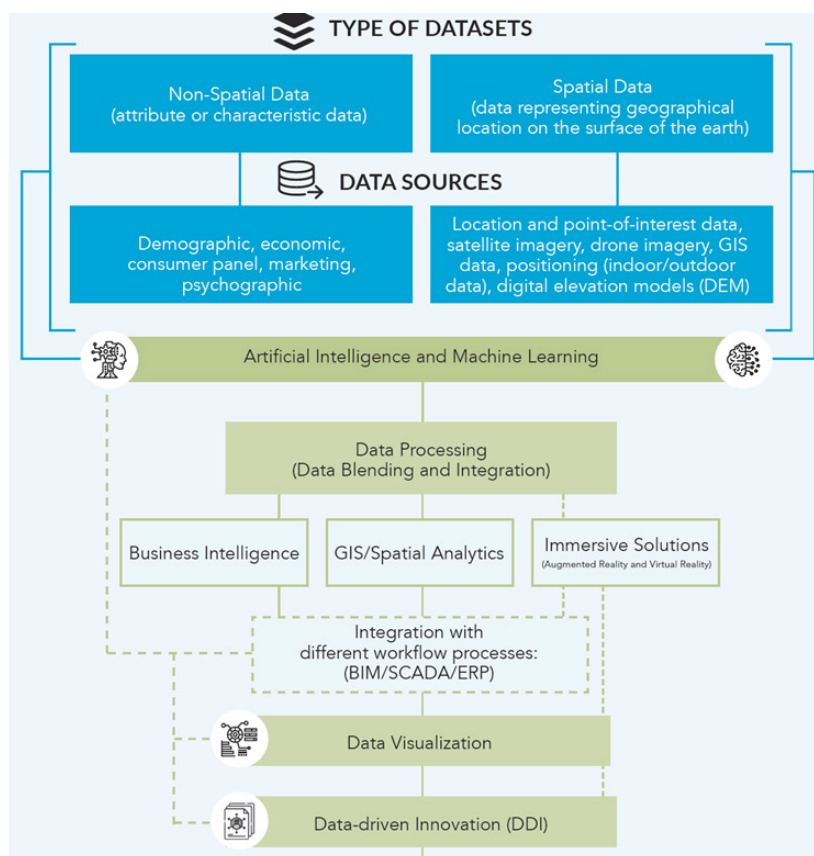 TYPE OF DATASETS
Non-Spatial Data
(attribute or characteristic data)
Spatial Data
(data representing geographical
location on the surface of the earth)
DATA SOURCES
Demographic, economic,
consumer panel, marketing,
psychographic
Location and point-of-interest data,
satellite imagery, drone imagery, GIS
data, positioning (indoor/outdoor
data), digital elevation models (DEM)
Artificial Intelligence and Machine Learning
Data Processing
(Data Blending and Integration)
Business Intelligence
GIS/Spatial Analytics
Immersive Solutions
(Augmented Reality and Virtual Reality)
Integration with
different workflow processes:
(BIM/SCADA/ERP)
Data Visualization
Data-driven Innovation (DDI)